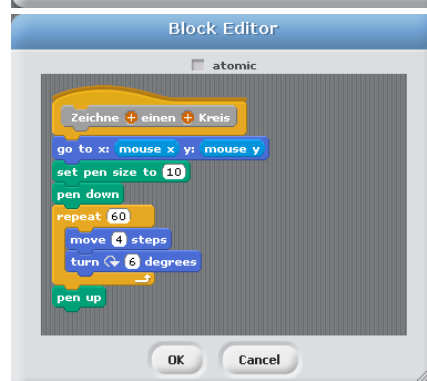 Block Editor
atomic
Zeichne + einen + Kreis
go to x: mouse x y: mouse y
set pen size to 10
pen down
repeat 60
move 4 steps
turn ↻ 6 degrees
pen up
OK Cancel